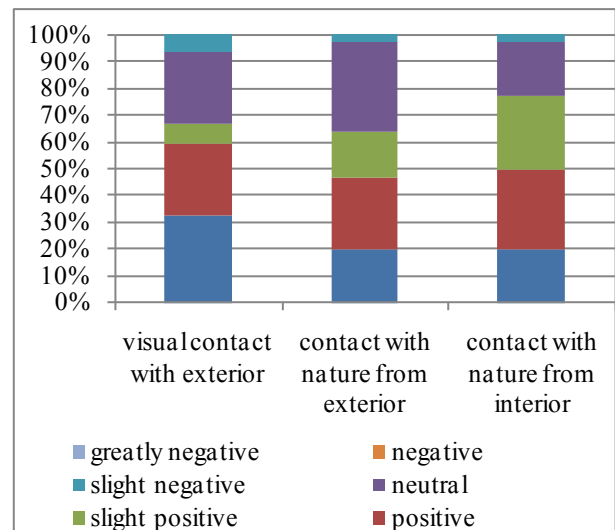 100%
90%
80%
70%
60%
50%
40%
30%
20%
10%
0%
visual contact with exterior
contact with nature from exterior
contact with nature from interior
greatly negative
negative
slight negative
neutral
slight positive
positive